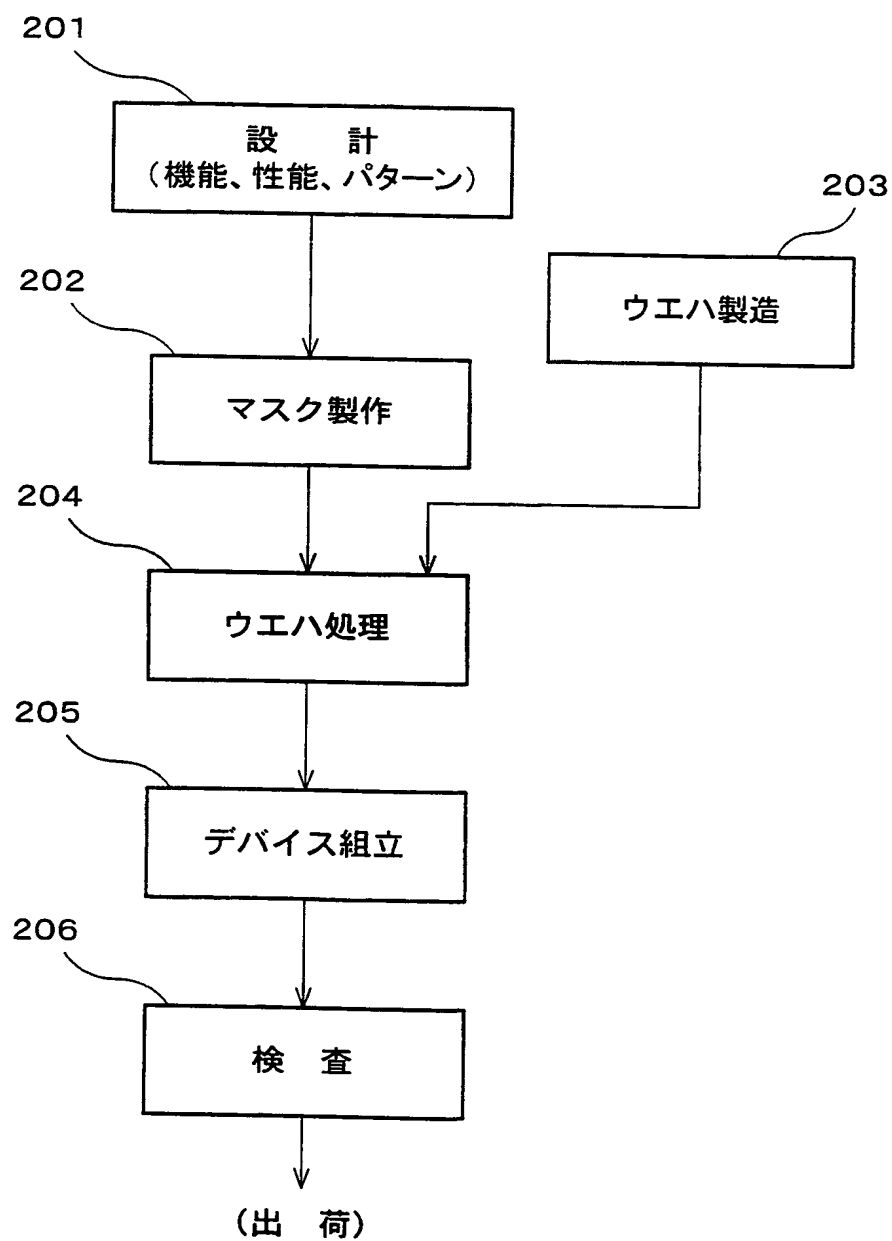 201
設 計
(機能、性能、パターン)
203
ウエハ製造
202
マスク製作
204
ウエハ処理
205
デバイス組立
206
検 査
(出 荷)